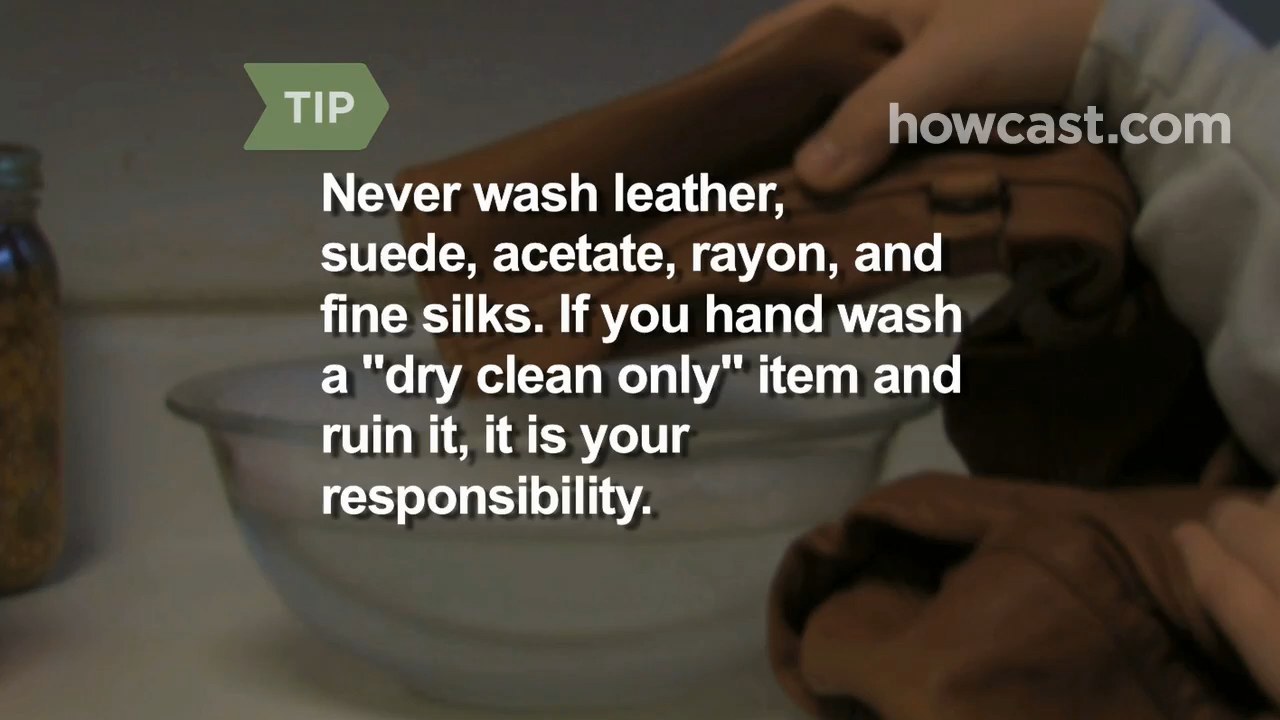 TIP
howcast.com
Never wash leather,
suede, acetate, rayon, and
fine silks. If you hand wash
a "dry clean only" item and
ruin it, it is your
responsibility.